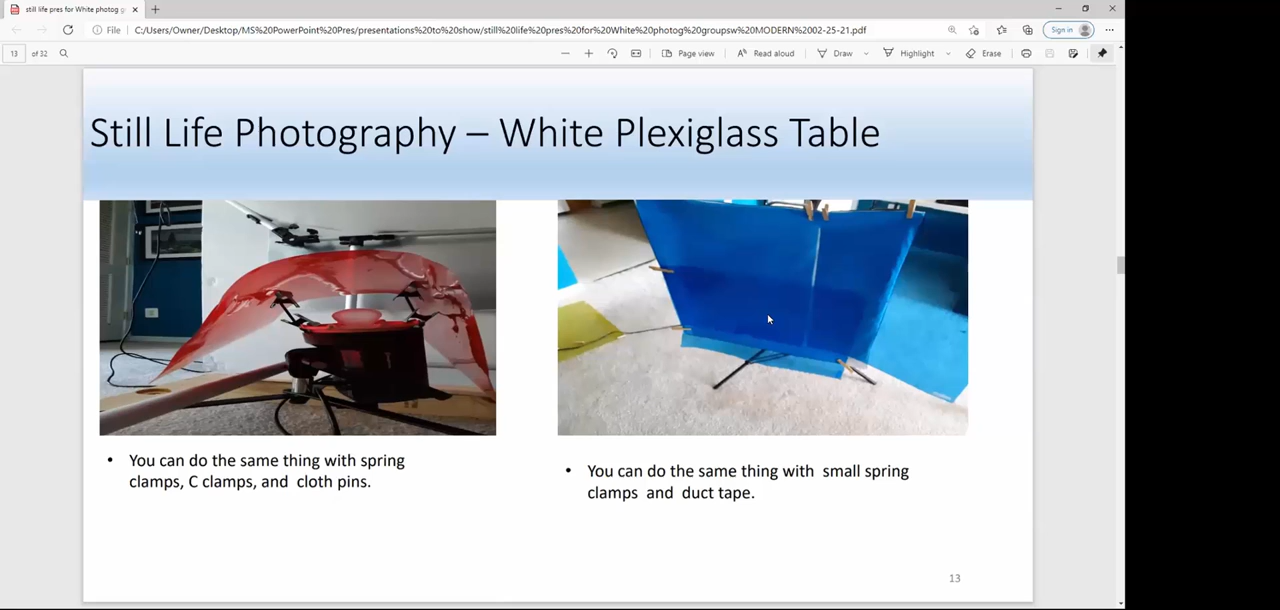 still life pres for White photog g
File
C:/Users/Owner/Desktop/MS%20PowerPoint%20Pres/presentations%20to%20show/still%20life%20pres%20for%20White%20photog%20groupsw%20MODERN%2002-25-21.pdf
Sign in
13 of 32
Page view
Read aloud
Draw
Highlight
Erase
Still Life Photography – White Plexiglass Table
• You can do the same thing with spring
clamps, C clamps, and cloth pins.
• You can do the same thing with small spring
clamps and duct tape.
13